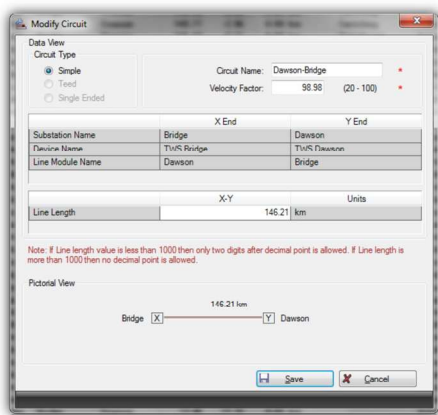 Modify Circuit
Data View
Circuit Type
Simple
Teed
Single Ended
Circuit Name: Dawson-Bridge *
Velocity Factor: 98.98 (20 - 100) *
X End Y End
Substation Name Bridge Dawson
Device Name TWS Bridge TWS Dawson
Line Module Name Dawson Bridge
X-Y Units
Line Length 146.21 km
Note: If Line length value is less than 1000 then only two digits after decimal point is allowed. If Line length is
more than 1000 then no decimal point is allowed.
Pictorial View
146.21 km
Bridge X Y Dawson
Save Cancel